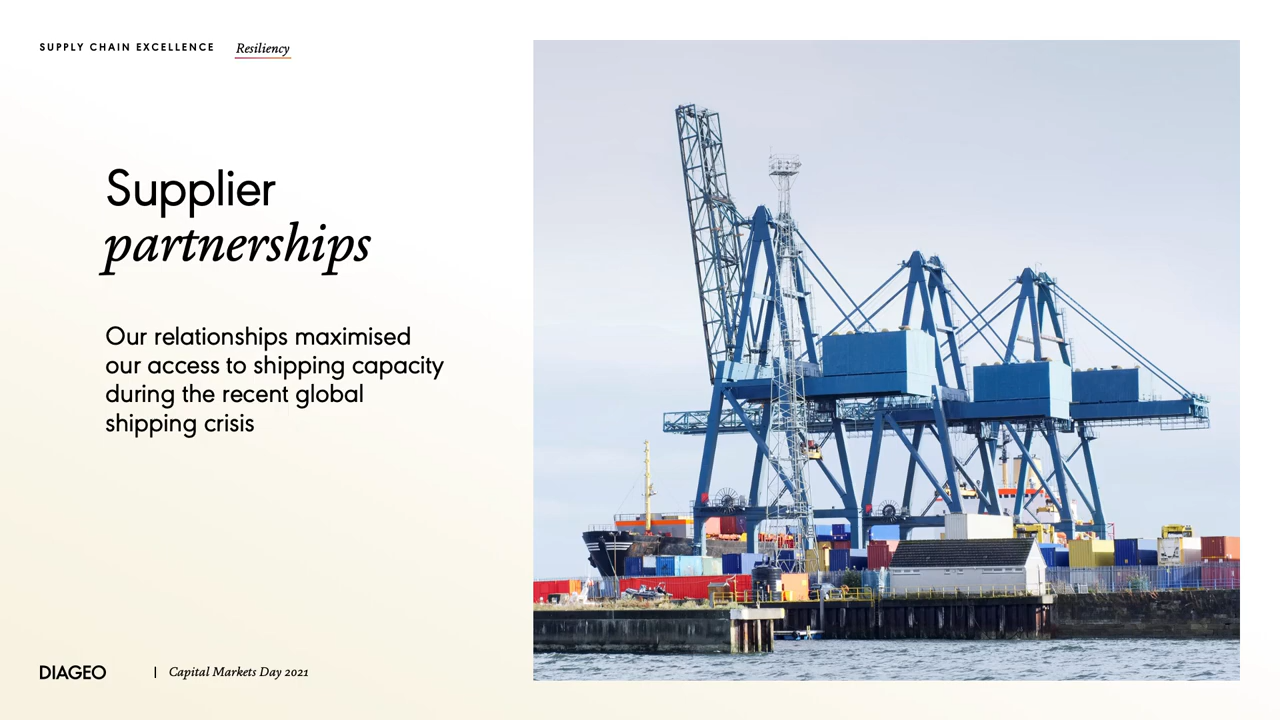 SUPPLY CHAIN EXCELLENCE Resiliency
Supplier
partnerships
Our relationships maximised
our access to shipping capacity
during the recent global
shipping crisis
DIAGEO | Capital Markets Day 2021